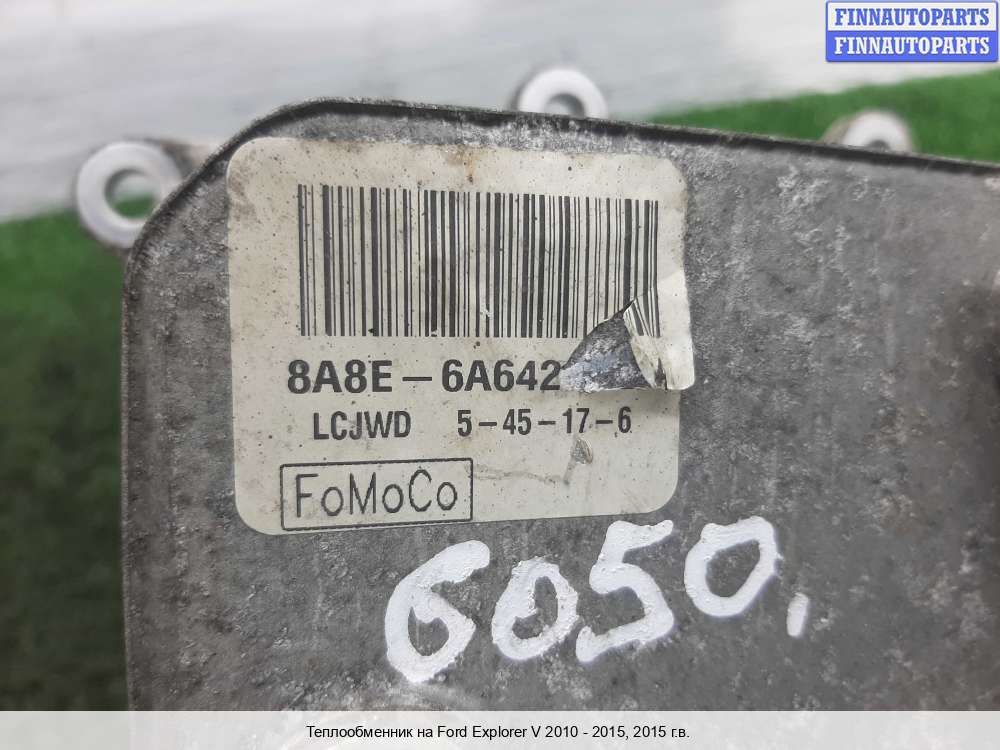 FINNAUTOPARTS
FINNAUTOPARTS
8A8E-6A642
LCJWD 5-45-17-6
FoMoCo
6050,
Теплообменник на Ford Explorer V 2010 - 2015, 2015 г.в.